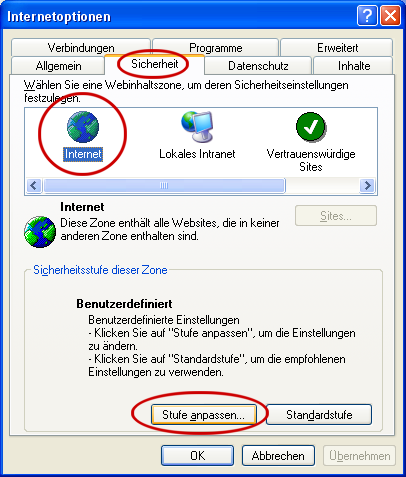 Internetoptionen
Verbindungen Programme Erweitert
Allgemein Sicherheit Datenschutz Inhalte
Wählen Sie eine Webinhaltszone, um deren Sicherheitseinstellungen
festzulegen.
Internet Lokales Intranet Vertrauenswürdige
Sites
Internet
Diese Zone enthält alle Websites, die in keiner
anderen Zone enthalten sind.
Sites...
Sicherheitsstufe dieser Zone
Benutzerdefiniert
Benutzerdefinierte Einstellungen
- Klicken Sie auf "Stufe anpassen", um die Einstellungen
zu ändern.
- Klicken Sie auf "Standardstufe", um die empfohlenen
Einstellungen zu verwenden.
Stufe anpassen... Standardstufe
OK Abbrechen Übernehmen